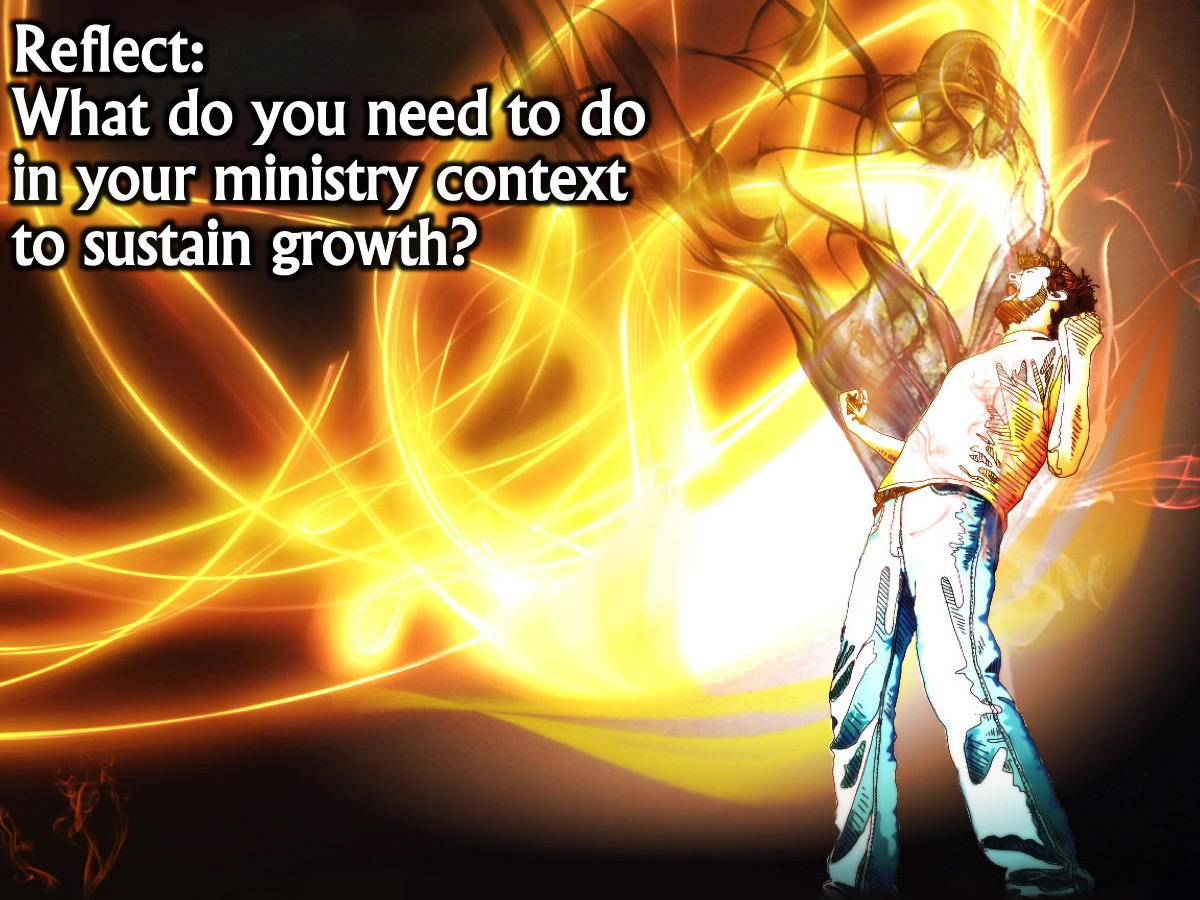 Reflect:
What do you need to do
in your ministry context
to sustain growth?